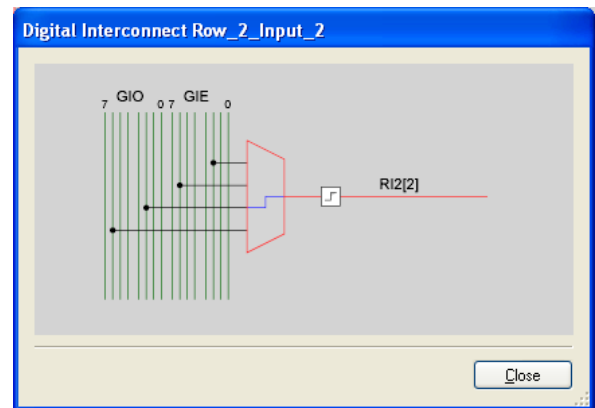 Digital Interconnect Row_2_Input_2
7 GIO 0 7 GIE 0
RI2[2]
Close